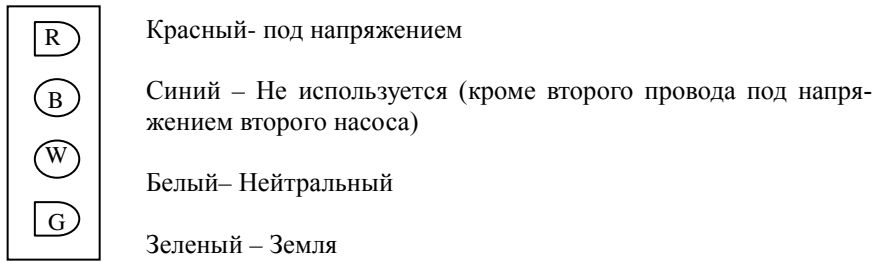 R Красный- под напряжением
B Синий – Не используется (кроме второго провода под напря-
жением второго насоса)
W Белый– Нейтральный
G Зеленый – Земля